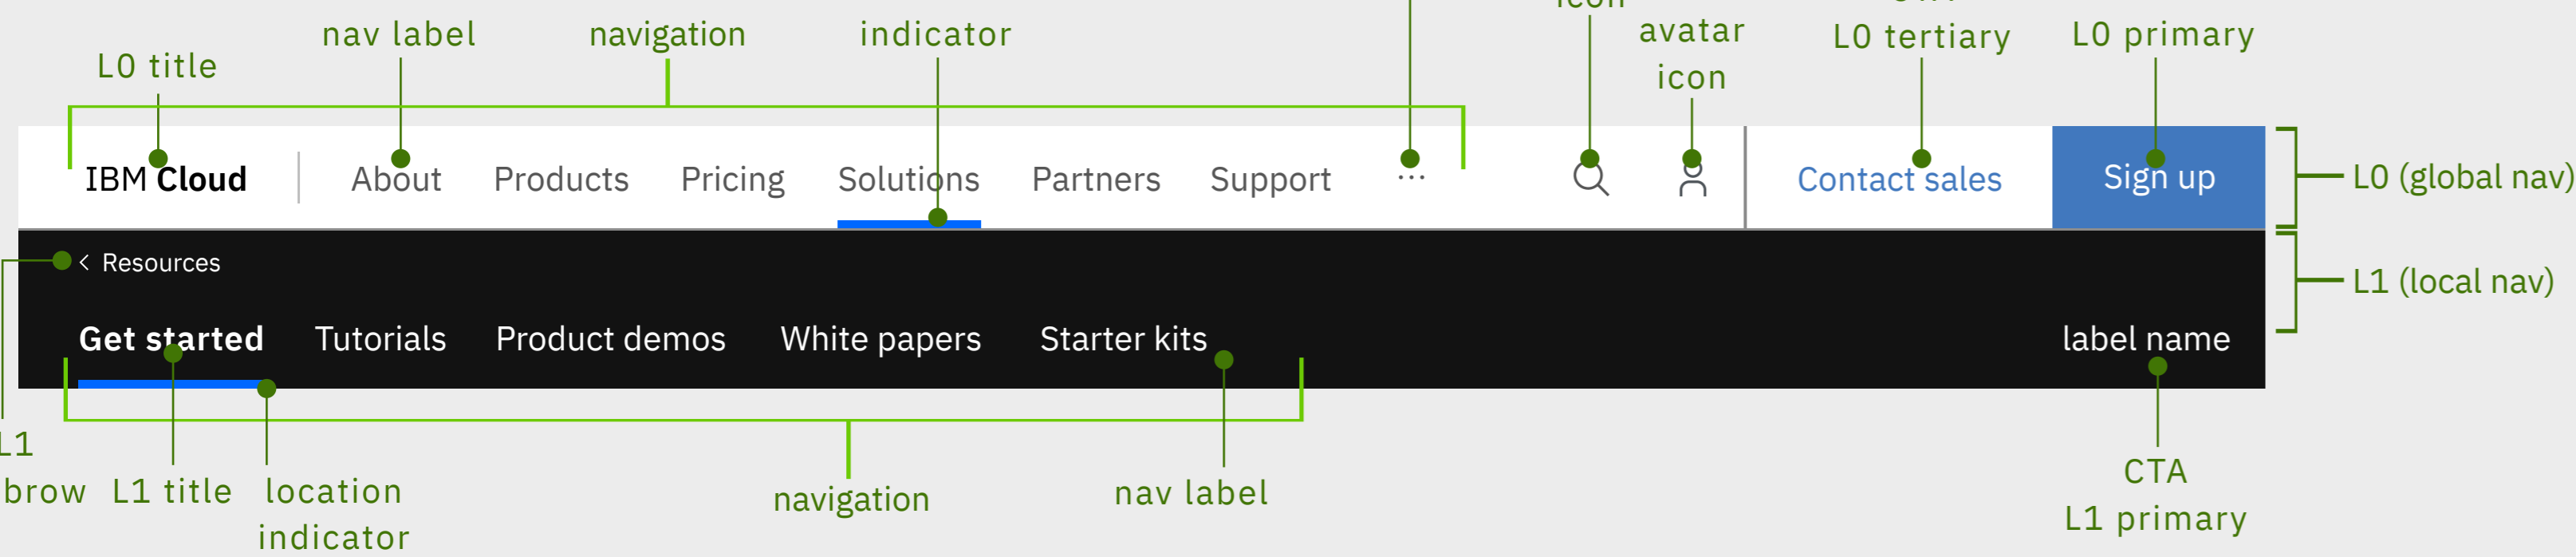 nav label
navigation
indicator
avatar
icon
L0 tertiary
L0 primary
L0 title
IBM Cloud
About
Products
Pricing
Solutions
Partners
Support
...
Contact sales
Sign up
L0 (global nav)
< Resources
L1 (local nav)
Get started
Tutorials
Product demos
White papers
Starter kits
label name
L1
brow
L1 title
location
indicator
navigation
nav label
CTA
L1 primary